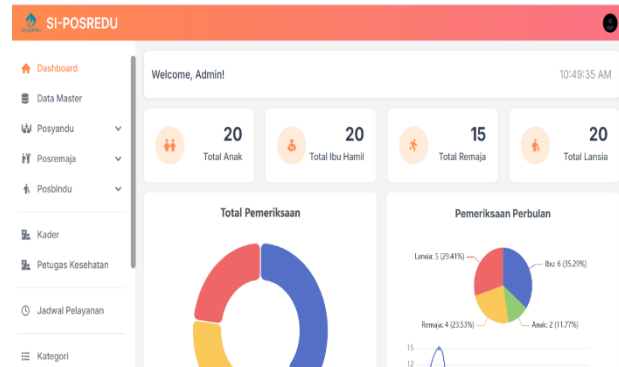 SI-POSREDU
Dashboard
Data Master
Posyandu
Posremaja
Posbindu
Kader
Petugas Kesehatan
Jadwal Pelayanan
Kategori
Welcome, Admin!
10:49:35 AM
20
Total Anak
20
Total Ibu Hamil
15
Total Remaja
20
Total Lansia
Total Pemeriksaan
Pemeriksaan Perbulan
Lansia: 5 (29.41%)
Ibu: 6 (35.29%)
Remaja: 4 (23.53%)
Anak: 2 (11.77%)
15
12